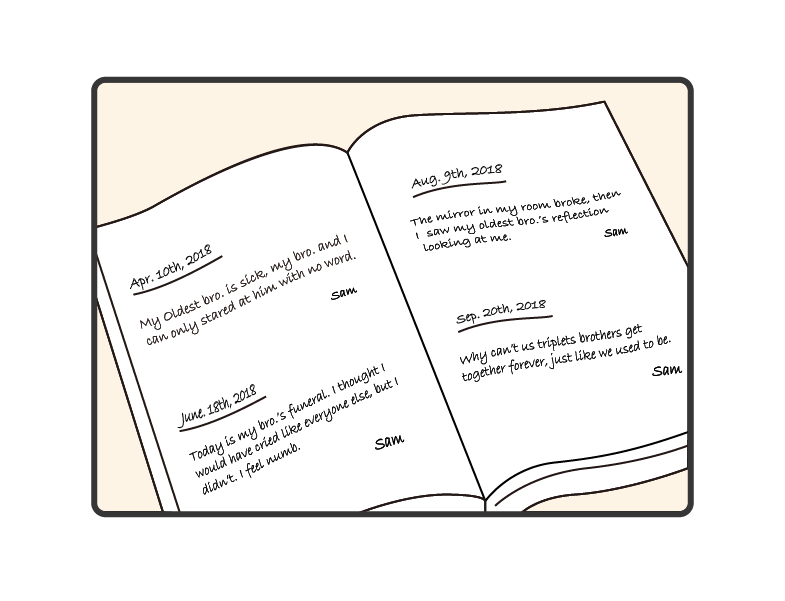 Apr. 10th, 2018
My Oldest bro. is sick, my bro. and I
can only stared at him with no word.
Sam
June. 18th, 2018
Today is my bro.'s funeral. I thought I
would have cried like everyone else, but I
didn't. I feel numb.
Sam
Aug. 9th, 2018
The mirror in my room broke, then
I saw my oldest bro.'s reflection
looking at me.
Sam
Sep. 20th, 2018
Why can't us triplets brothers get
together forever, just like we used to be.
Sam